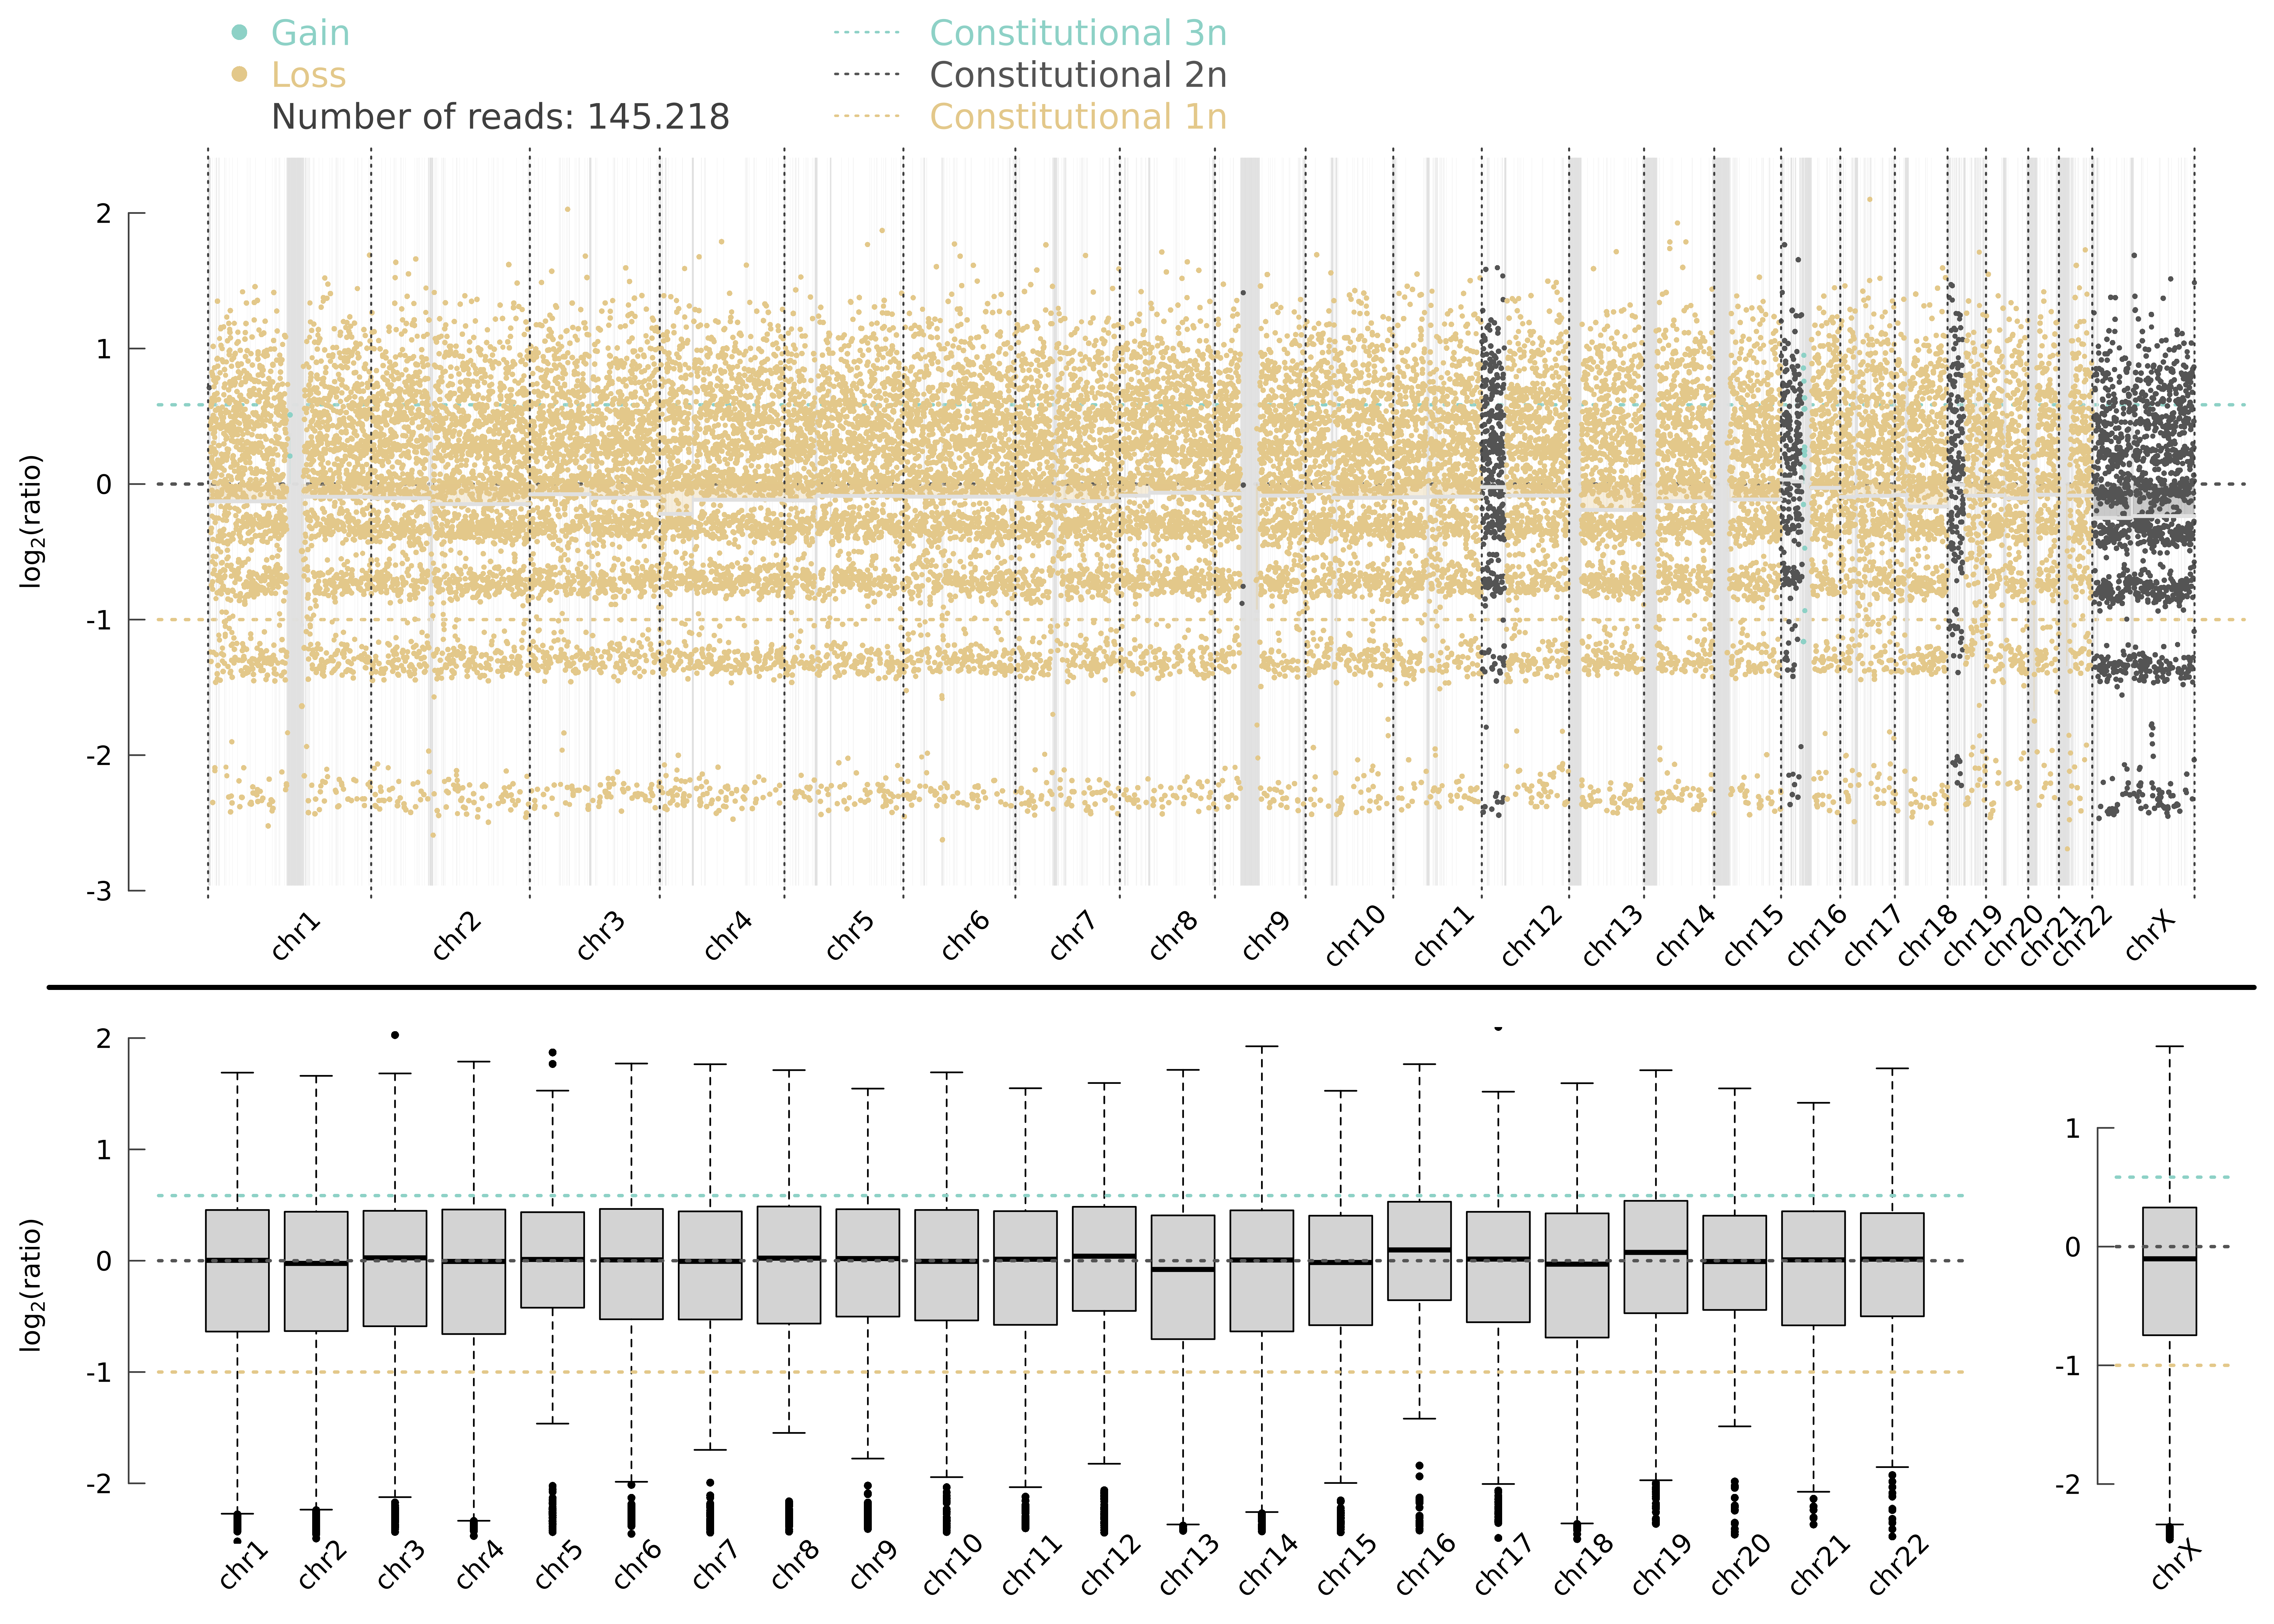 Gain
Loss
Number of reads: 145.218
Constitutional 3n
Constitutional 2n
Constitutional 1n
log2(ratio)
2
1
0
-1
-2
-3
chr1
chr2
chr3
chr4
chr5
chr6
chr7
chr8
chr9
chr10
chr11
chr12
chr13
chr14
chr15
chr16
chr17
chr18
chr19
chr20
chr21
chr22
chrX
log2(ratio)
2
1
0
-1
-2
chr1
chr2
chr3
chr4
chr5
chr6
chr7
chr8
chr9
chr10
chr11
chr12
chr13
chr14
chr15
chr16
chr17
chr18
chr19
chr20
chr21
chr22
1
0
-1
-2
chrX